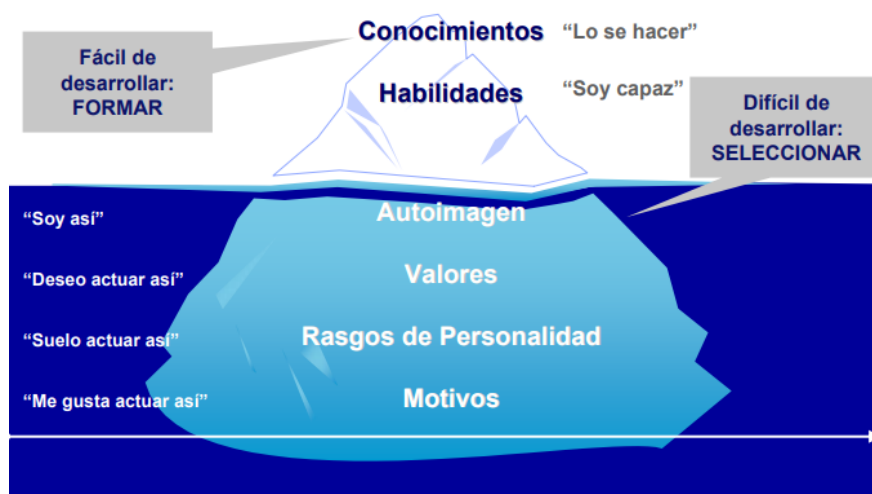 Conocimientos “Lo se hacer”
Fácil de
desarrollar:
FORMAR
Habilidades “Soy capaz”
Difícil de
desarrollar:
SELECCIONAR
“Soy así” Autoimagen
“Deseo actuar así” Valores
“Suelo actuar así” Rasgos de Personalidad
“Me gusta actuar así” Motivos